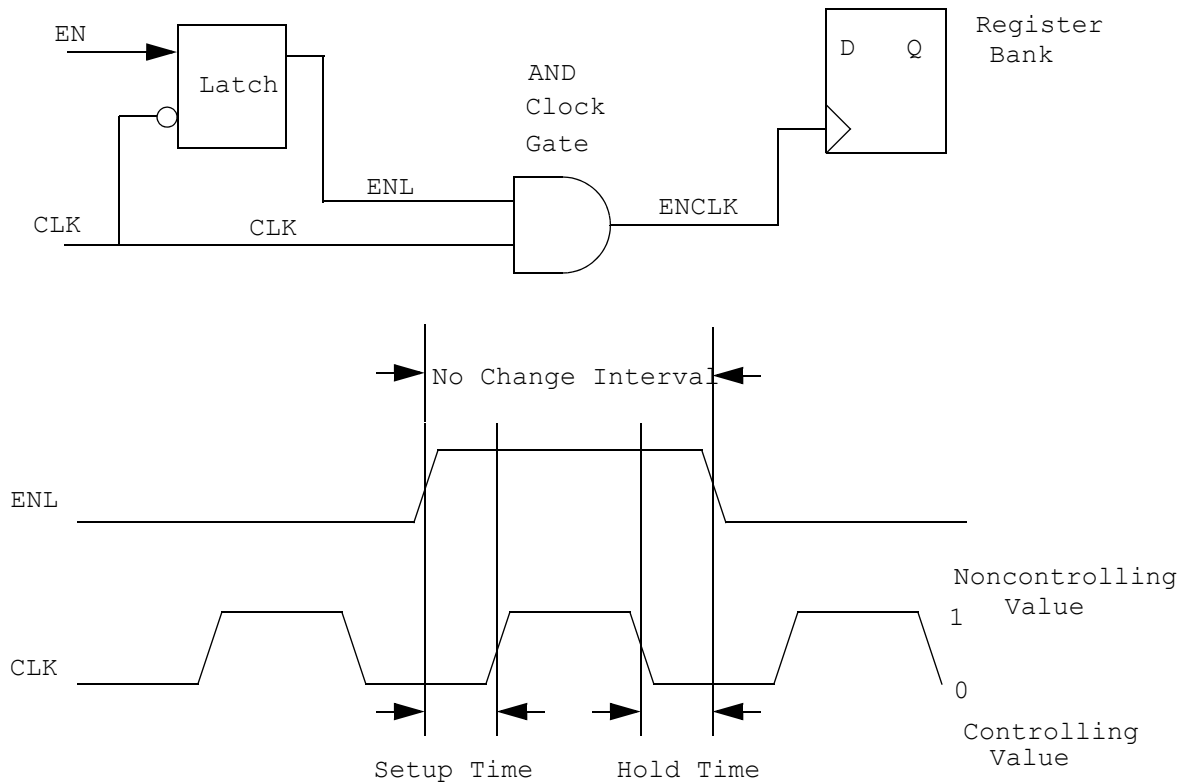 EN
Latch
AND
Clock
Gate
D Q
Register
Bank
ENL
ENCLK
CLK
CLK
No Change Interval
ENL
Noncontrolling
Value
1
CLK
0
Controlling
Value
Setup Time
Hold Time